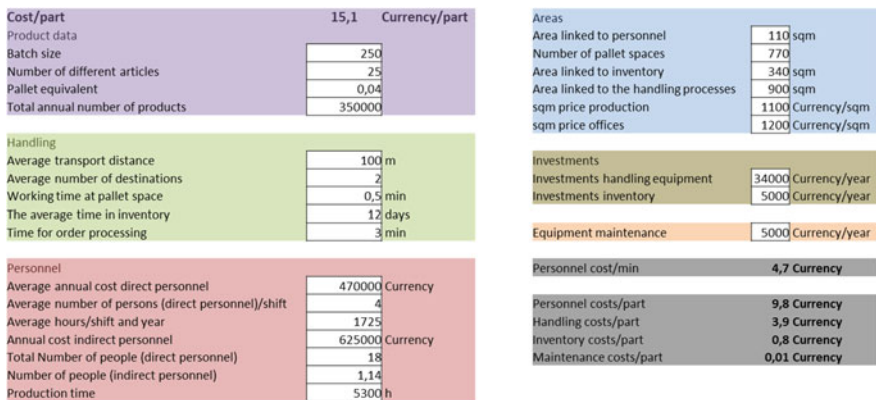 Cost/part 15,1 Currency/part
Product data
Batch size 250
Number of different articles 25
Pallet equivalent 0,04
Total annual number of products 350000
Handling
Average transport distance 100 m
Average number of destinations 2
Working time at pallet space 0,5 min
The average time in inventory 12 days
Time for order processing 3 min
Personnel
Average annual cost direct personnel 470000 Currency
Average number of persons (direct personnel)/shift 4
Average hours/shift and year 1725
Annual cost indirect personnel 625000 Currency
Total Number of people (direct personnel) 18
Number of people (indirect personnel) 1,14
Production time 5300 h
Areas
Area linked to personnel 110 sqm
Number of pallet spaces 770
Area linked to inventory 340 sqm
Area linked to the handling processes 900 sqm
sqm price production 1100 Currency/sqm
sqm price offices 1200 Currency/sqm
Investments
Investments handling equipment 34000 Currency/year
Investments inventory 5000 Currency/year
Equipment maintenance 5000 Currency/year
Personnel cost/min 4,7 Currency
Personnel costs/part 9,8 Currency
Handling costs/part 3,9 Currency
Inventory costs/part 0,8 Currency
Maintenance costs/part 0,01 Currency